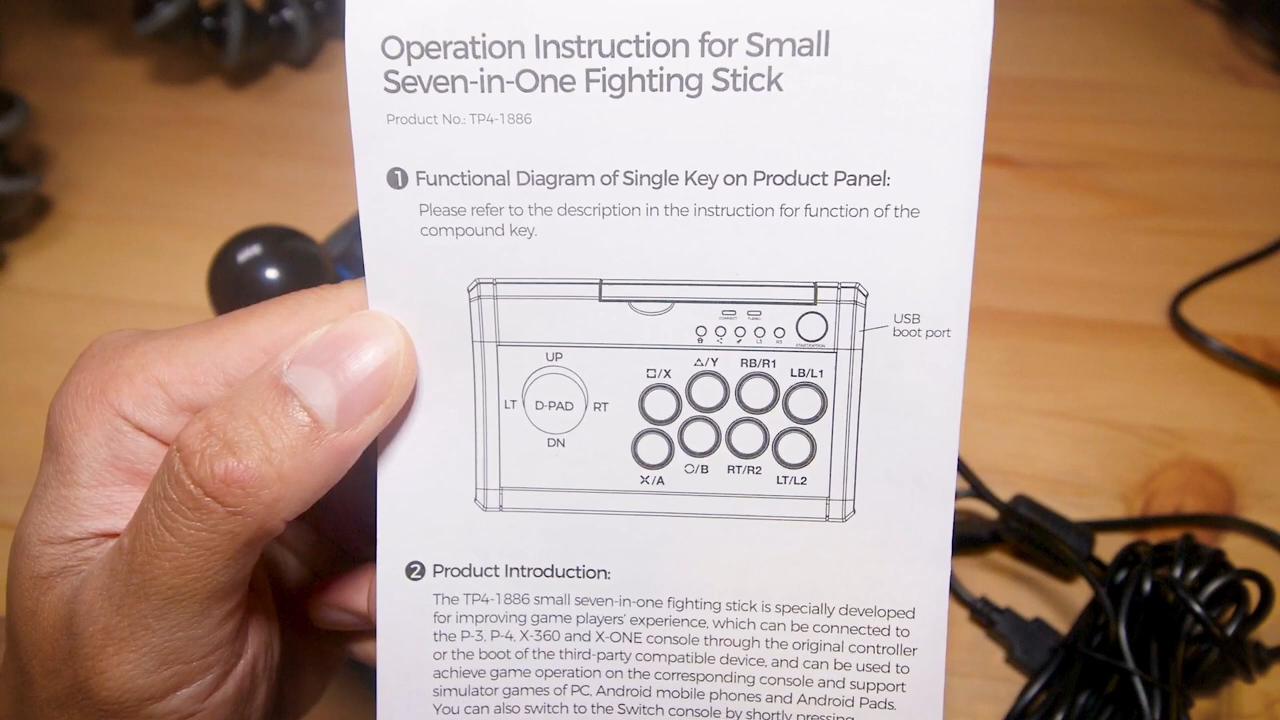 Operation Instruction for Small
Seven-in-One Fighting Stick
Product No.: TP4-1886
1 Functional Diagram of Single Key on Product Panel:
Please refer to the description in the instruction for function of the
compound key.
USB
boot port
CONNECT TURBO
L3 R3 START/OPTION
UP
LT D-PAD RT
DN
□/X △/Y RB/R1 LB/L1
✕/A ○/B RT/R2 LT/L2
2 Product Introduction:
The TP4-1886 small seven-in-one fighting stick is specially developed
for improving game players' experience, which can be connected to
the P-3, P-4, X-360 and X-ONE console through the original controller
or the boot of the third-party compatible device, and can be used to
achieve game operation on the corresponding console and support
simulator games of PC, Android mobile phones and Android Pads.
You can also switch to the Switch console by shortly pressing